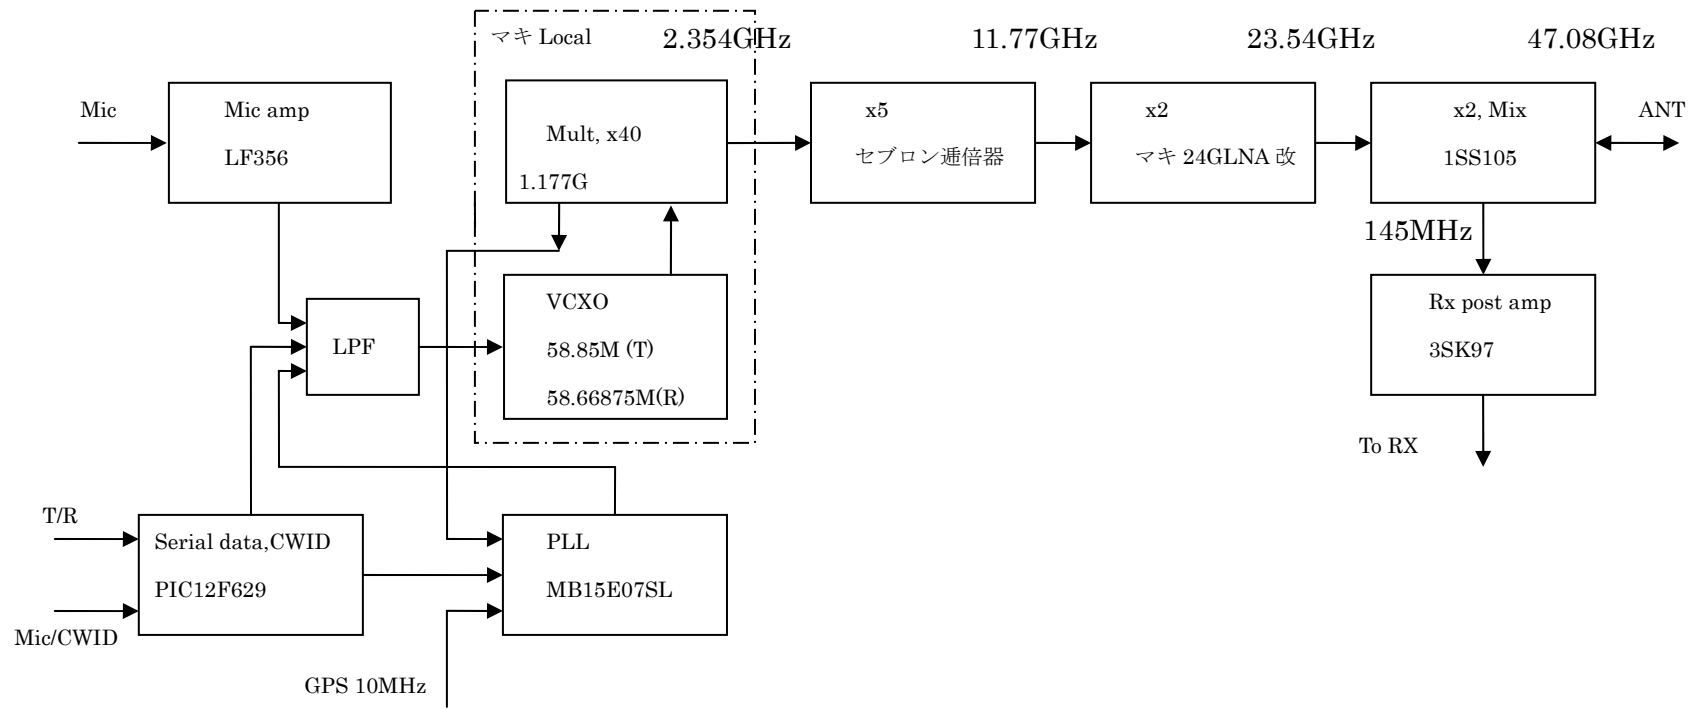 マキ Local
2.354GHz
11.77GHz
23.54GHz
47.08GHz
Mic
Mic amp
LF356
Mult, x40
1.177G
x5
セブロン逓倍器
x2
マキ 24GLNA 改
x2, Mix
1SS105
ANT
145MHz
LPF
VCXO
58.85M (T)
58.66875M(R)
Rx post amp
3SK97
To RX
T/R
Serial data,CWID
PIC12F629
Mic/CWID
PLL
MB15E07SL
GPS 10MHz